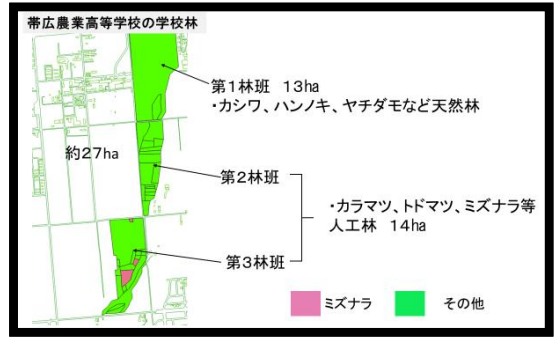 帯広農業高等学校の学校林
第1林班 13ha
・カシワ、ハンノキ、ヤチダモなど天然林
約27ha
第2林班
・カラマツ、トドマツ、ミズナラ等
人工林 14ha
第3林班
ミズナラ
その他